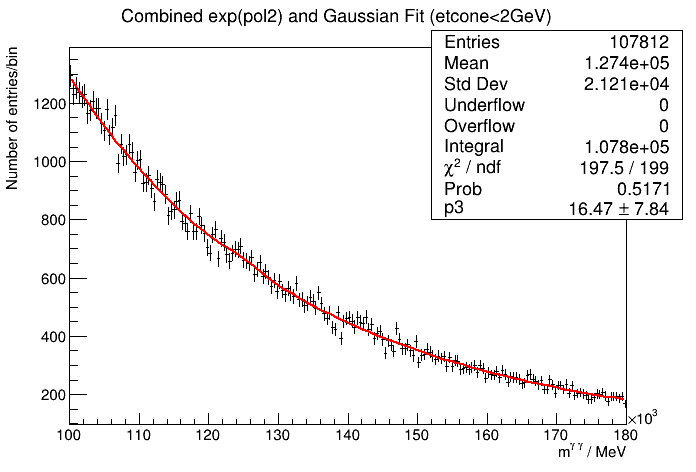 Combined exp(pol2) and Gaussian Fit (etcone<2GeV)
Entries 107812
Mean 1.274e+05
Std Dev 2.121e+04
Underflow 0
Overflow 0
Integral 1.078e+05
χ² / ndf 197.5 / 199
Prob 0.5171
p3 16.47 ± 7.84
Number of entries/bin
1200
1000
800
600
400
200
100 110 120 130 140 150 160 170 180
×10³
m^γγ / MeV